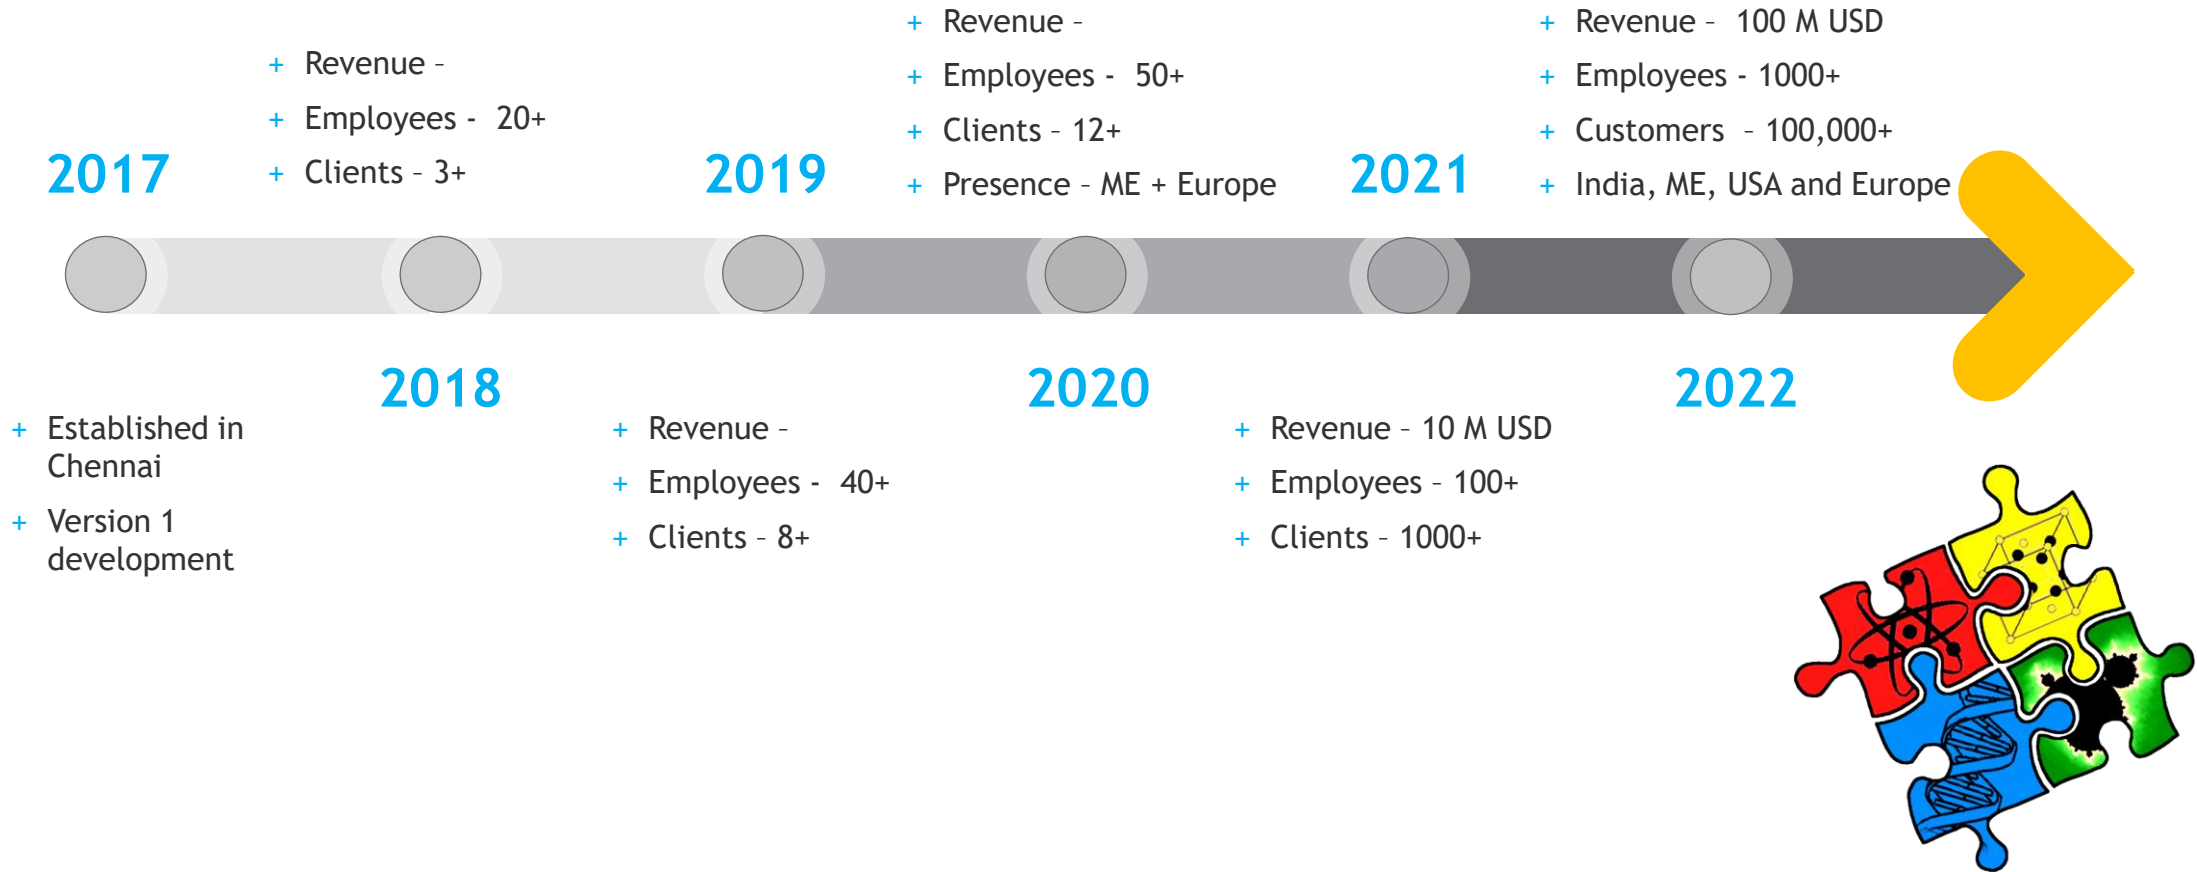 2017
+ Established in
Chennai
+ Version 1
development
+ Revenue –
+ Employees -  20+
+ Clients – 3+
2018
2019
+ Revenue –
+ Employees -  40+
+ Clients – 8+
+ Revenue –
+ Employees -  50+
+ Clients – 12+
+ Presence – ME + Europe
2020
2021
+ Revenue – 10 M USD
+ Employees – 100+
+ Clients – 1000+
+ Revenue –  100 M USD
+ Employees - 1000+
+ Customers  – 100,000+
+ India, ME, USA and Europe
2022